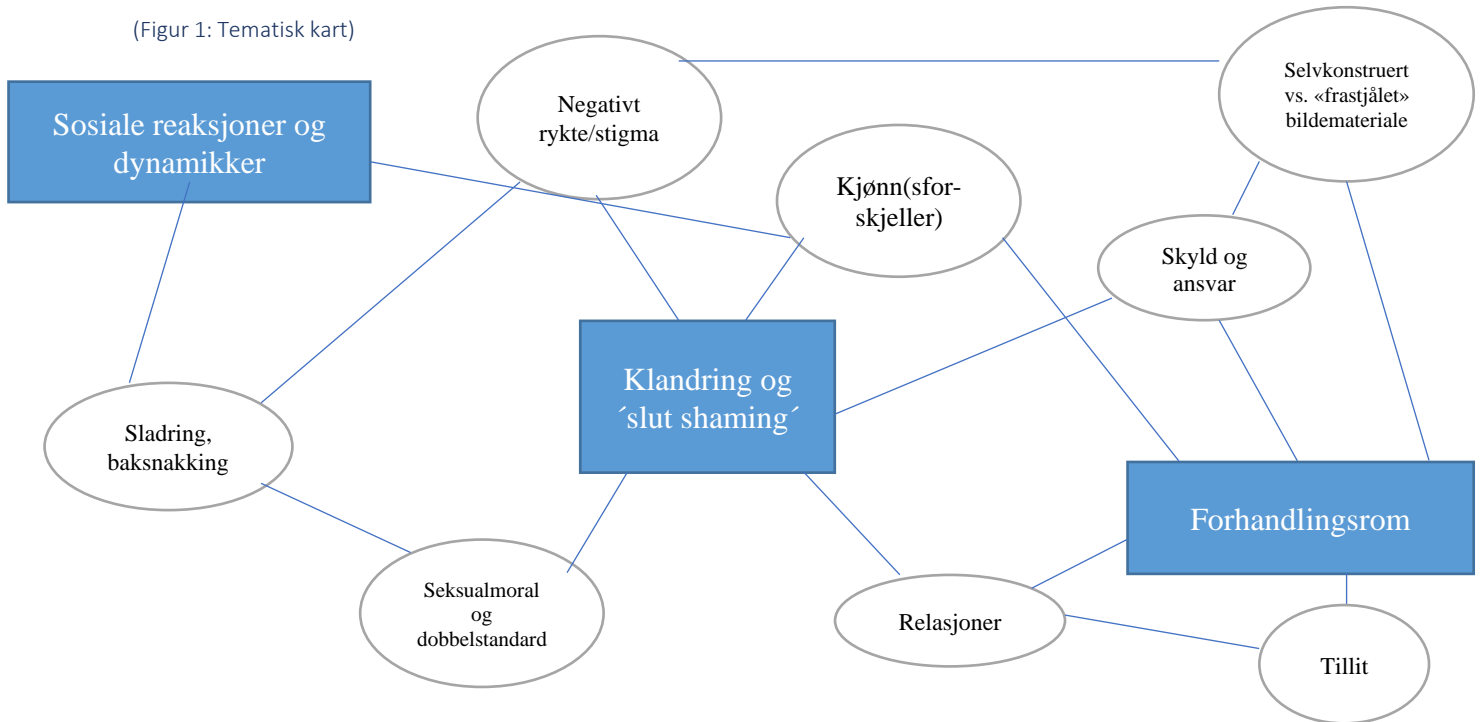 (Figur 1: Tematisk kart)
Sosiale reaksjoner og
dynamikker
Negativt
rykte/stigma
Selvkonstruert
vs. «frastjålet»
bildemateriale
Kjønn(sfor-
skjeller)
Skyld og
ansvar
Klandring og
´slut shaming´
Sladring,
baksnakking
Forhandlingsrom
Seksualmoral
og
dobbelstandard
Relasjoner
Tillit